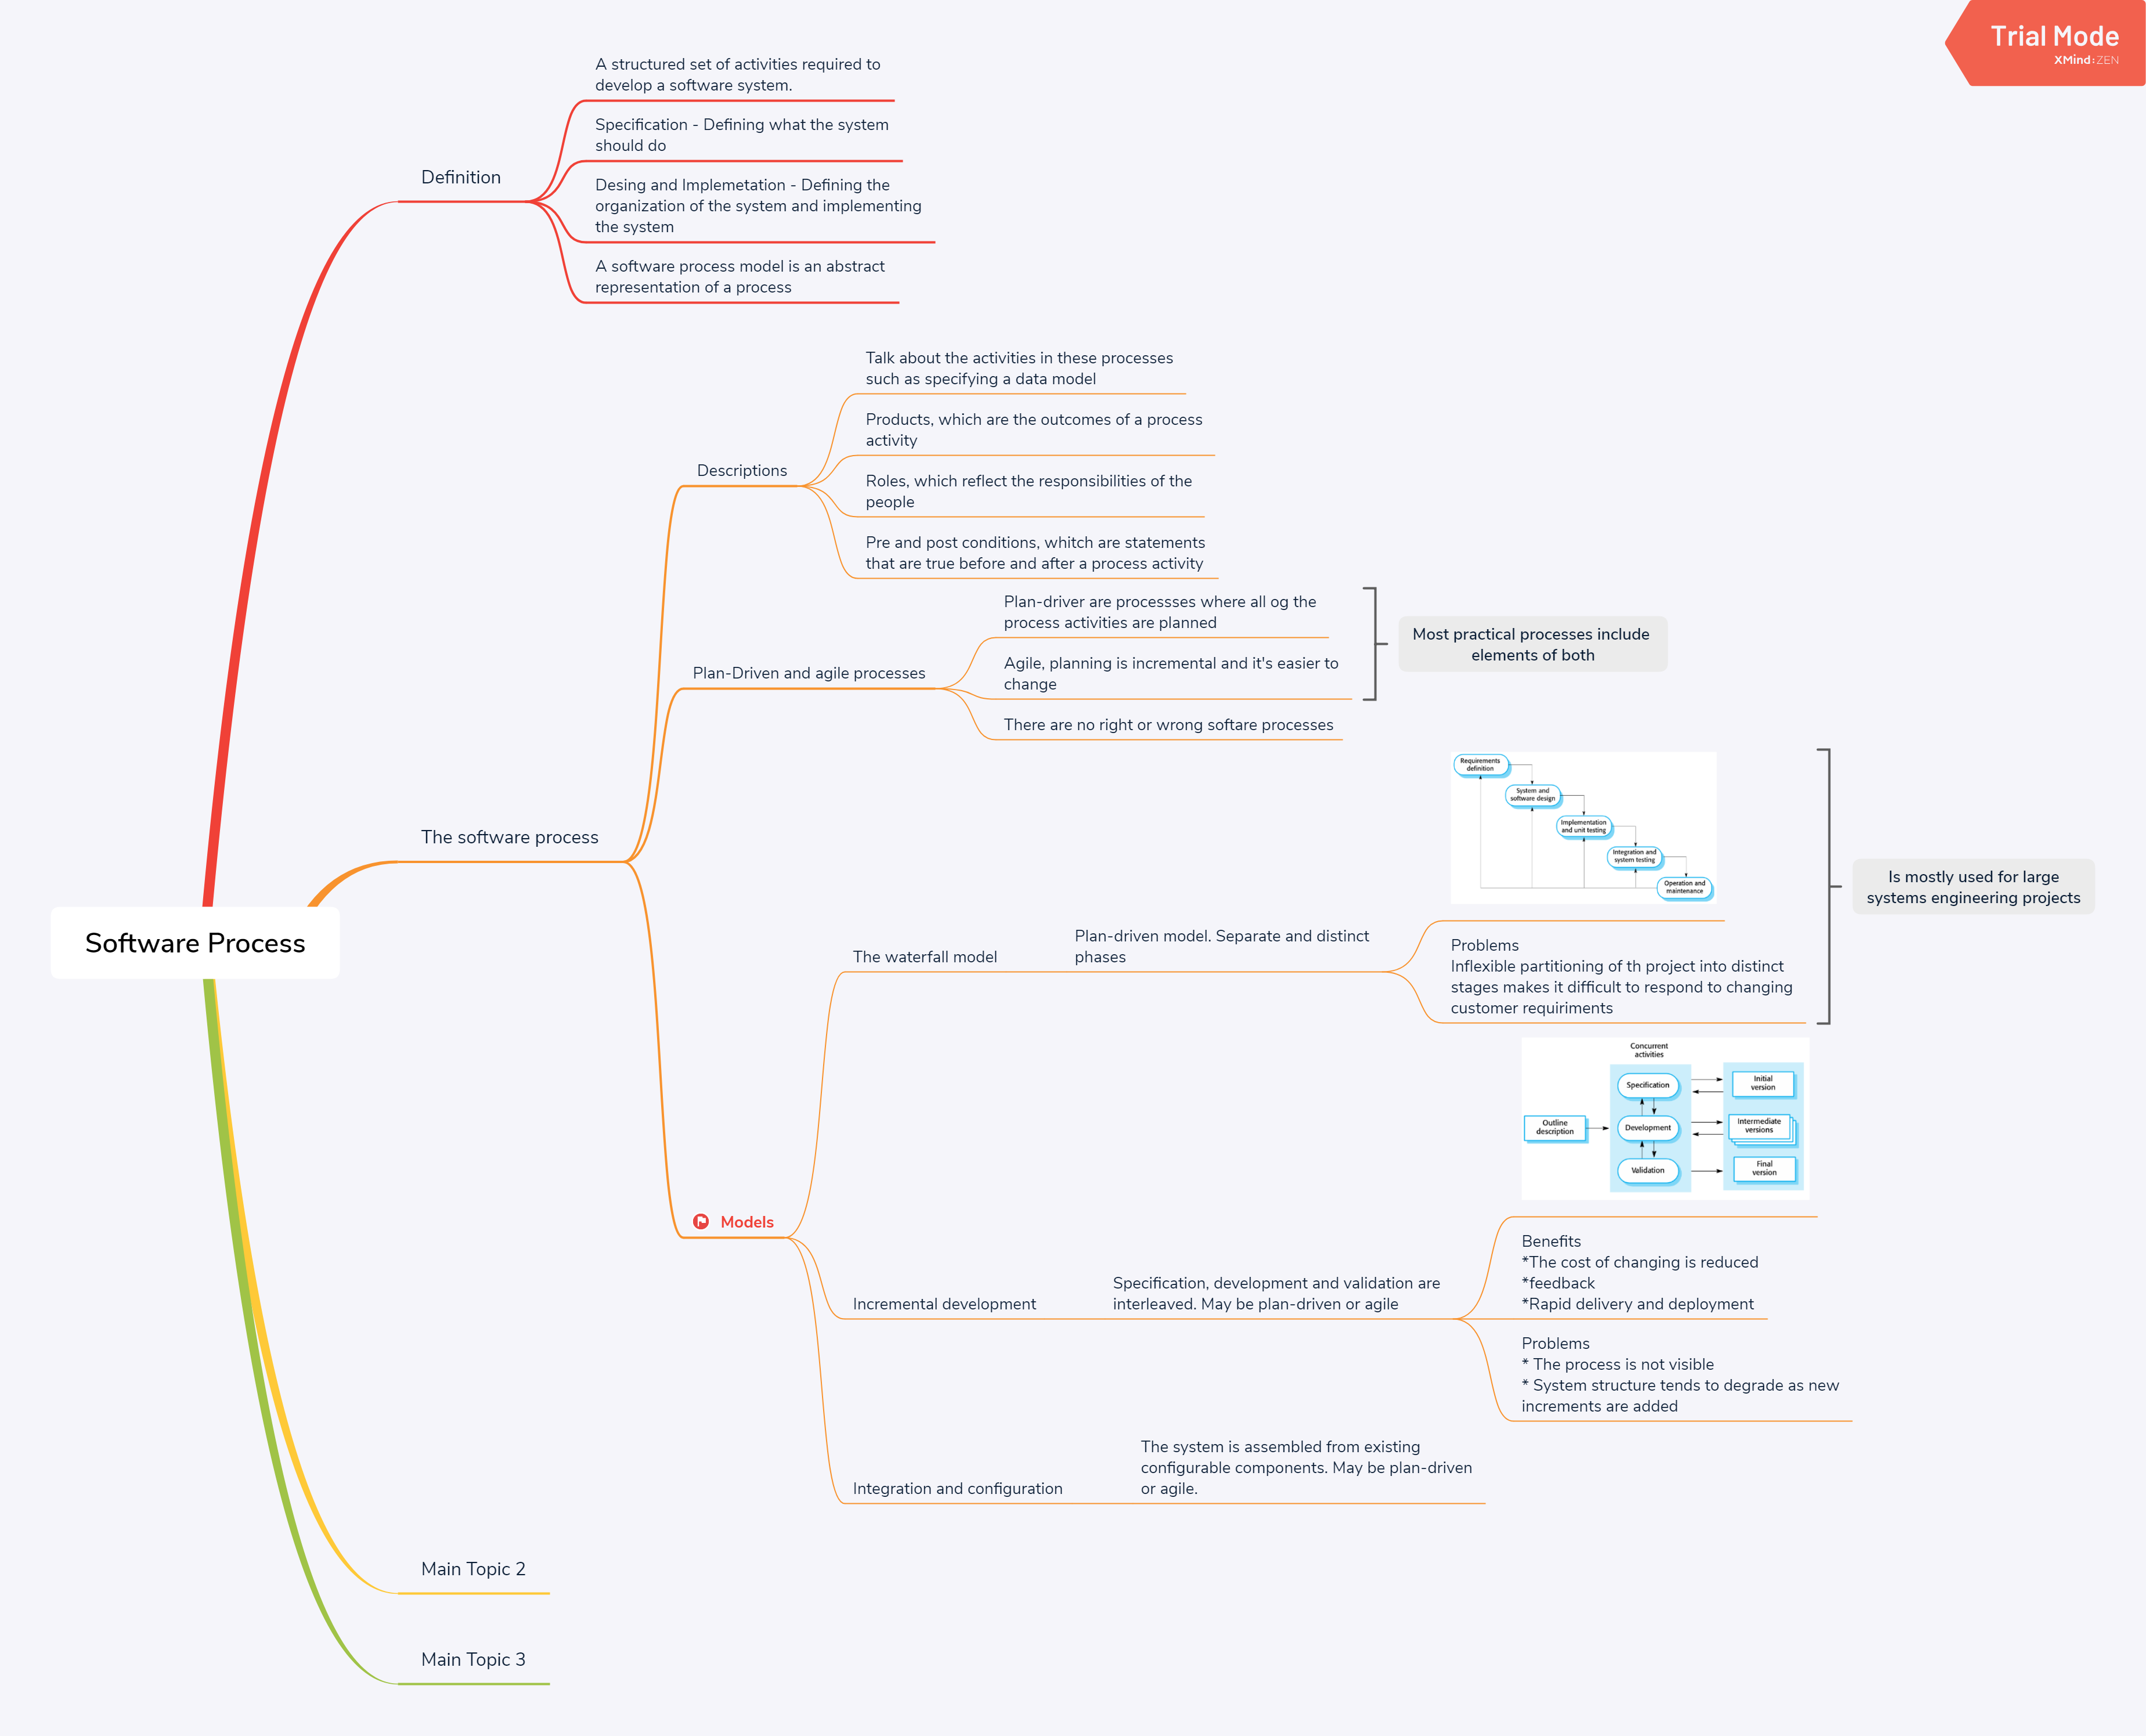 Trial Mode
XMind:ZEN
A structured set of activities required to
develop a software system.
Specification - Defining what the system
should do
Definition
Desing and Implemetation - Defining the
organization of the system and implementing
the system
A software process model is an abstract
representation of a process
Talk about the activities in these processes
such as specifying a data model
Products, which are the outcomes of a process
activity
Descriptions
Roles, which reflect the responsibilities of the
people
Pre and post conditions, whitch are statements
that are true before and after a process activity
Plan-driver are processses where all og the
process activities are planned
Most practical processes include
elements of both
Plan-Driven and agile processes
Agile, planning is incremental and it's easier to
change
There are no right or wrong softare processes
Requirements
definition
System and
software design
Implementation
and unit testing
Integration and
system testing
Operation and
maintenance
Is mostly used for large
systems engineering projects
The software process
Software Process
The waterfall model
Plan-driven model. Separate and distinct
phases
Problems
Inflexible partitioning of th project into distinct
stages makes it difficult to respond to changing
customer requiriments
Concurrent
activities
Specification
Initial
version
Outline
description
Development
Intermediate
versions
Validation
Final
version
Models
Incremental development
Specification, development and validation are
interleaved. May be plan-driven or agile
Benefits
*The cost of changing is reduced
*feedback
*Rapid delivery and deployment
Problems
* The process is not visible
* System structure tends to degrade as new
increments are added
Integration and configuration
The system is assembled from existing
configurable components. May be plan-driven
or agile.
Main Topic 2
Main Topic 3